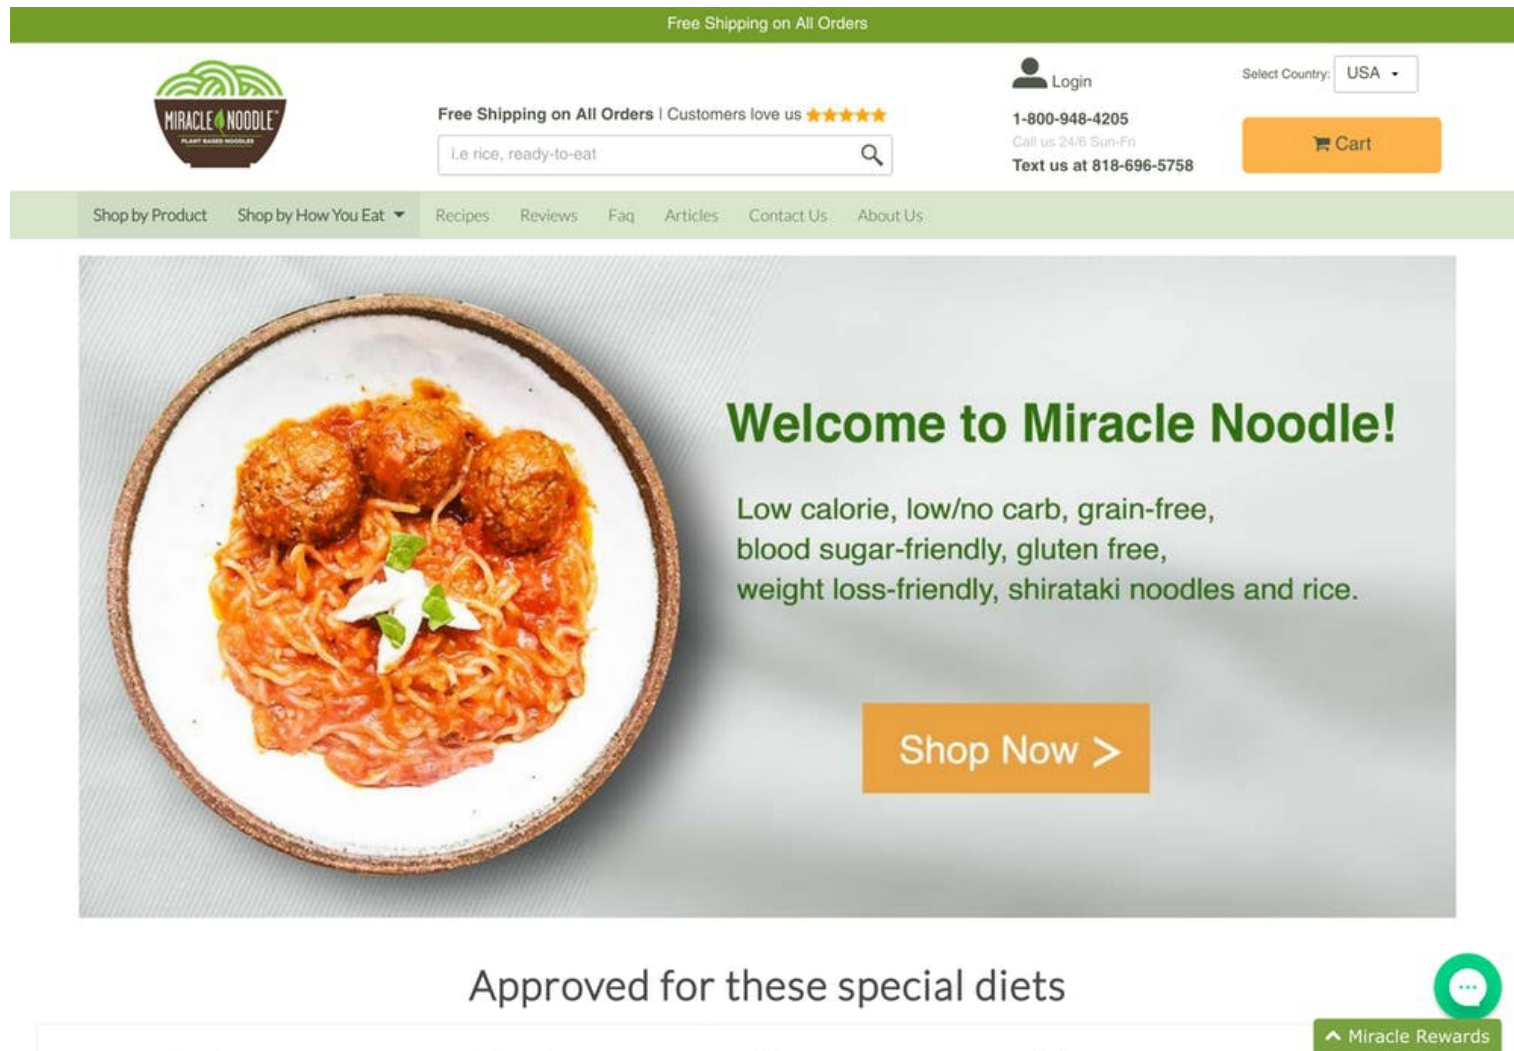 Free Shipping on All Orders
MIRACLE NOODLE™
PLANT BASED NOODLES
Free Shipping on All Orders | Customers love us
i.e rice, ready-to-eat
Login
1-800-948-4205
Call us 24/6 Sun-Fri
Text us at 818-696-5758
Select Country: USA
Cart
Shop by Product Shop by How You Eat Recipes Reviews Faq Articles Contact Us About Us
Welcome to Miracle Noodle!
Low calorie, low/no carb, grain-free,
blood sugar-friendly, gluten free,
weight loss-friendly, shirataki noodles and rice.
Shop Now >
Approved for these special diets
Miracle Rewards